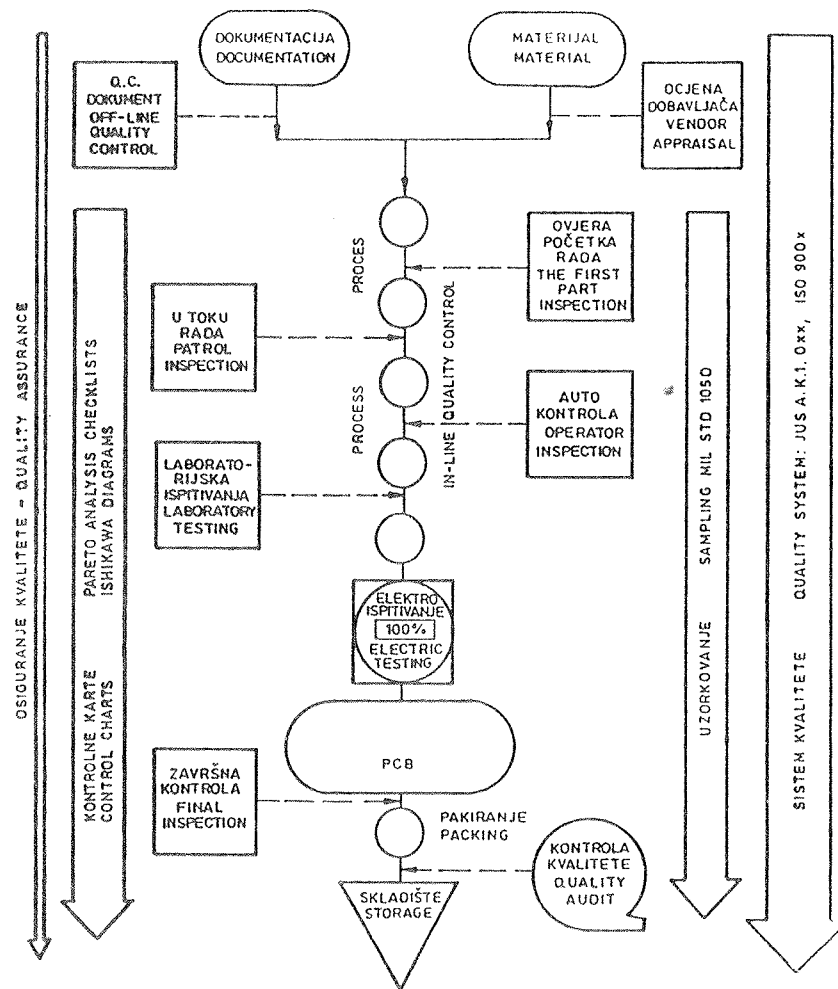 DOKUMENTACIJA
DOCUMENTATION
MATERIJAL
MATERIAL
Q.C.
DOKUMENT
OFF-LINE
QUALITY
CONTROL
OCJENA
DOBAVLJAČA
VENDOR
APPRAISAL
PROCES
OVJERA
POČETKA
RADA
THE FIRST
PART
INSPECTION
U TOKU
RADA
PATROL
INSPECTION
IN-LINE QUALITY CONTROL
PROCESS
AUTO
KONTROLA
OPERATOR
INSPECTION
LABORATO-
RIJSKA
ISPITIVANJA
LABORATORY
TESTING
ELEKTRO
ISPITIVANJE
100%
ELECTRIC
TESTING
PCB
ZAVRŠNA
KONTROLA
FINAL
INSPECTION
PAKIRANJE
PACKING
KONTROLA
KVALITETE
QUALITY
AUDIT
SKLADIŠTE
STORAGE
OSIGURANJE KVALITETE - QUALITY ASSURANCE
KONTROLNE KARTE PARETO ANALYSIS CHECKLISTS
CONTROL CHARTS ISHIKAWA DIAGRAMS
UZORKOVANJE SAMPLING MIL STD 105D
SISTEM KVALITETE QUALITY SYSTEM: JUS A.K.1.0xx, ISO 900x